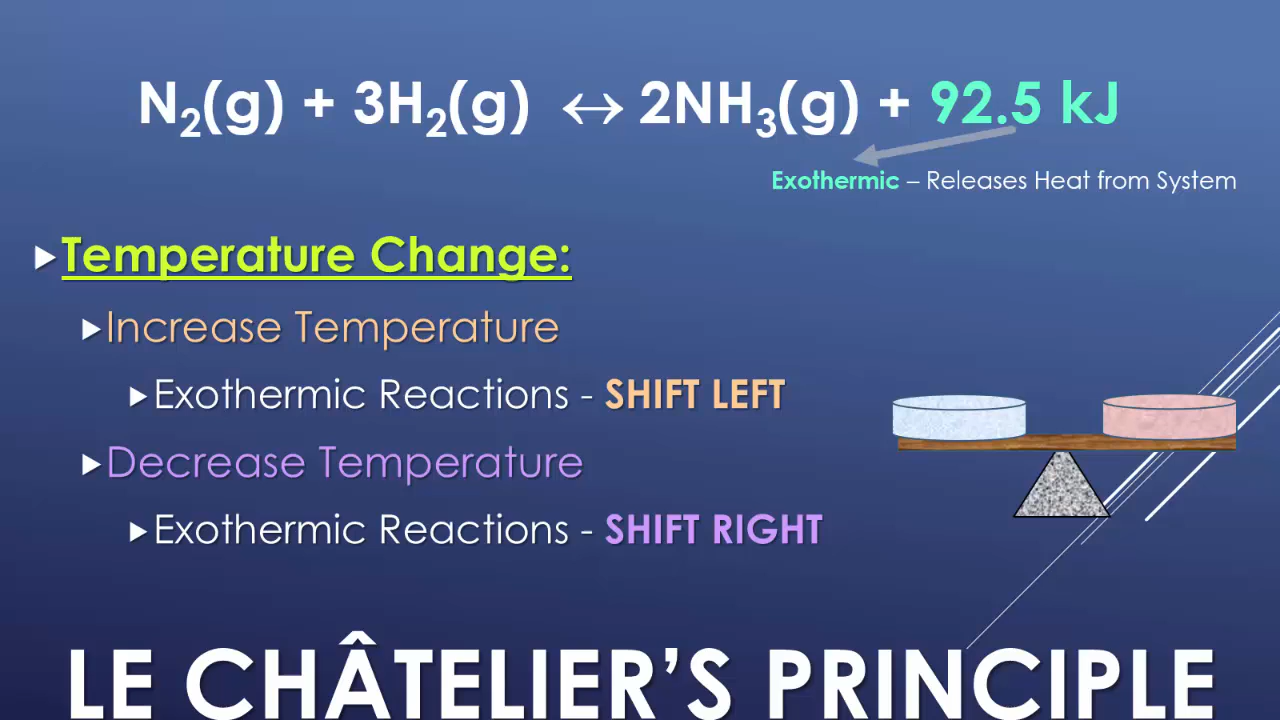 N₂(g) + 3H₂(g) ↔ 2NH₃(g) + 92.5 kJ
Exothermic – Releases Heat from System
Temperature Change:
Increase Temperature
Exothermic Reactions - SHIFT LEFT
Decrease Temperature
Exothermic Reactions - SHIFT RIGHT
LE CHÂTELIER’S PRINCIPLE